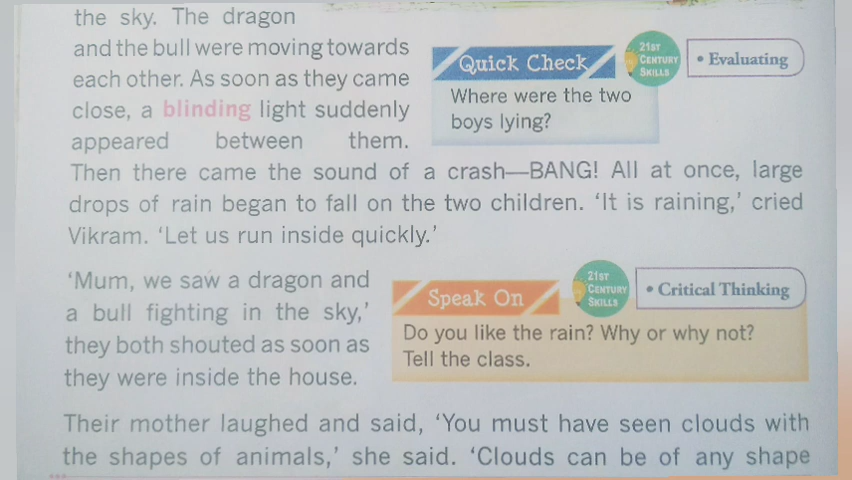 the sky. The dragon
and the bull were moving towards
each other. As soon as they came
close, a blinding light suddenly
appeared between them.
Quick Check
21ST
CENTURY
SKILLS
• Evaluating
Where were the two
boys lying?
Then there came the sound of a crash—BANG! All at once, large
drops of rain began to fall on the two children. ‘It is raining,’ cried
Vikram. ‘Let us run inside quickly.’
‘Mum, we saw a dragon and
a bull fighting in the sky,’
they both shouted as soon as
they were inside the house.
Speak On
21ST
CENTURY
SKILLS
• Critical Thinking
Do you like the rain? Why or why not?
Tell the class.
Their mother laughed and said, ‘You must have seen clouds with
the shapes of animals,’ she said. ‘Clouds can be of any shape